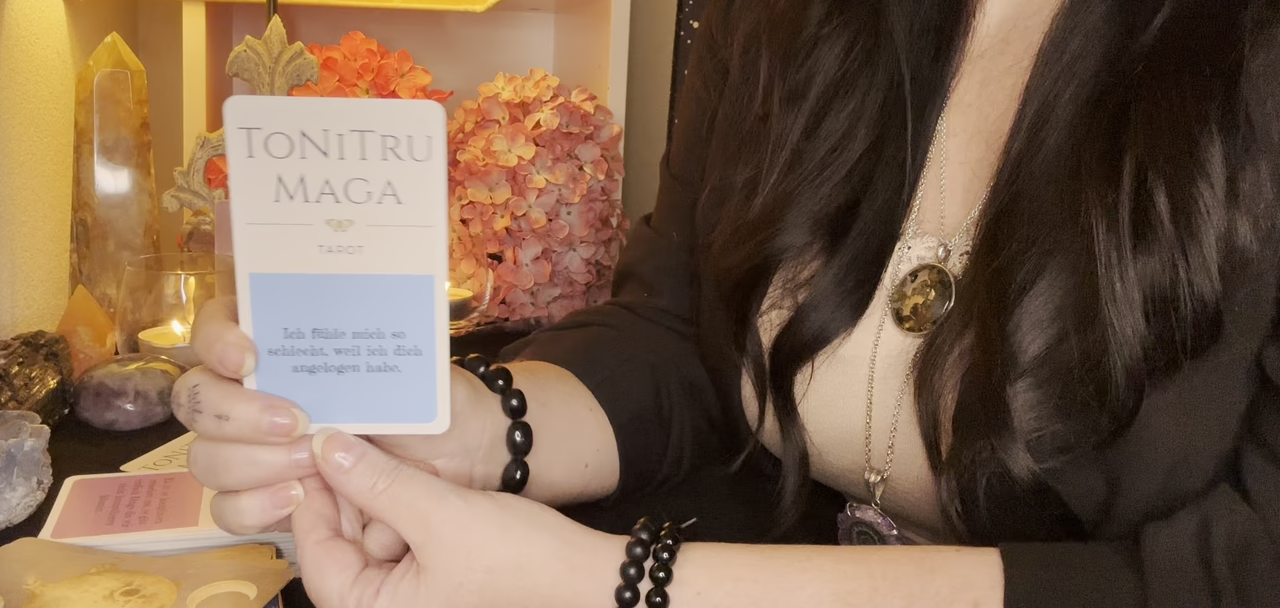 ToNiTRU
MAGA
TAROT
Ich fühle mich so
schlecht, weil ich dich
angelogen habe.